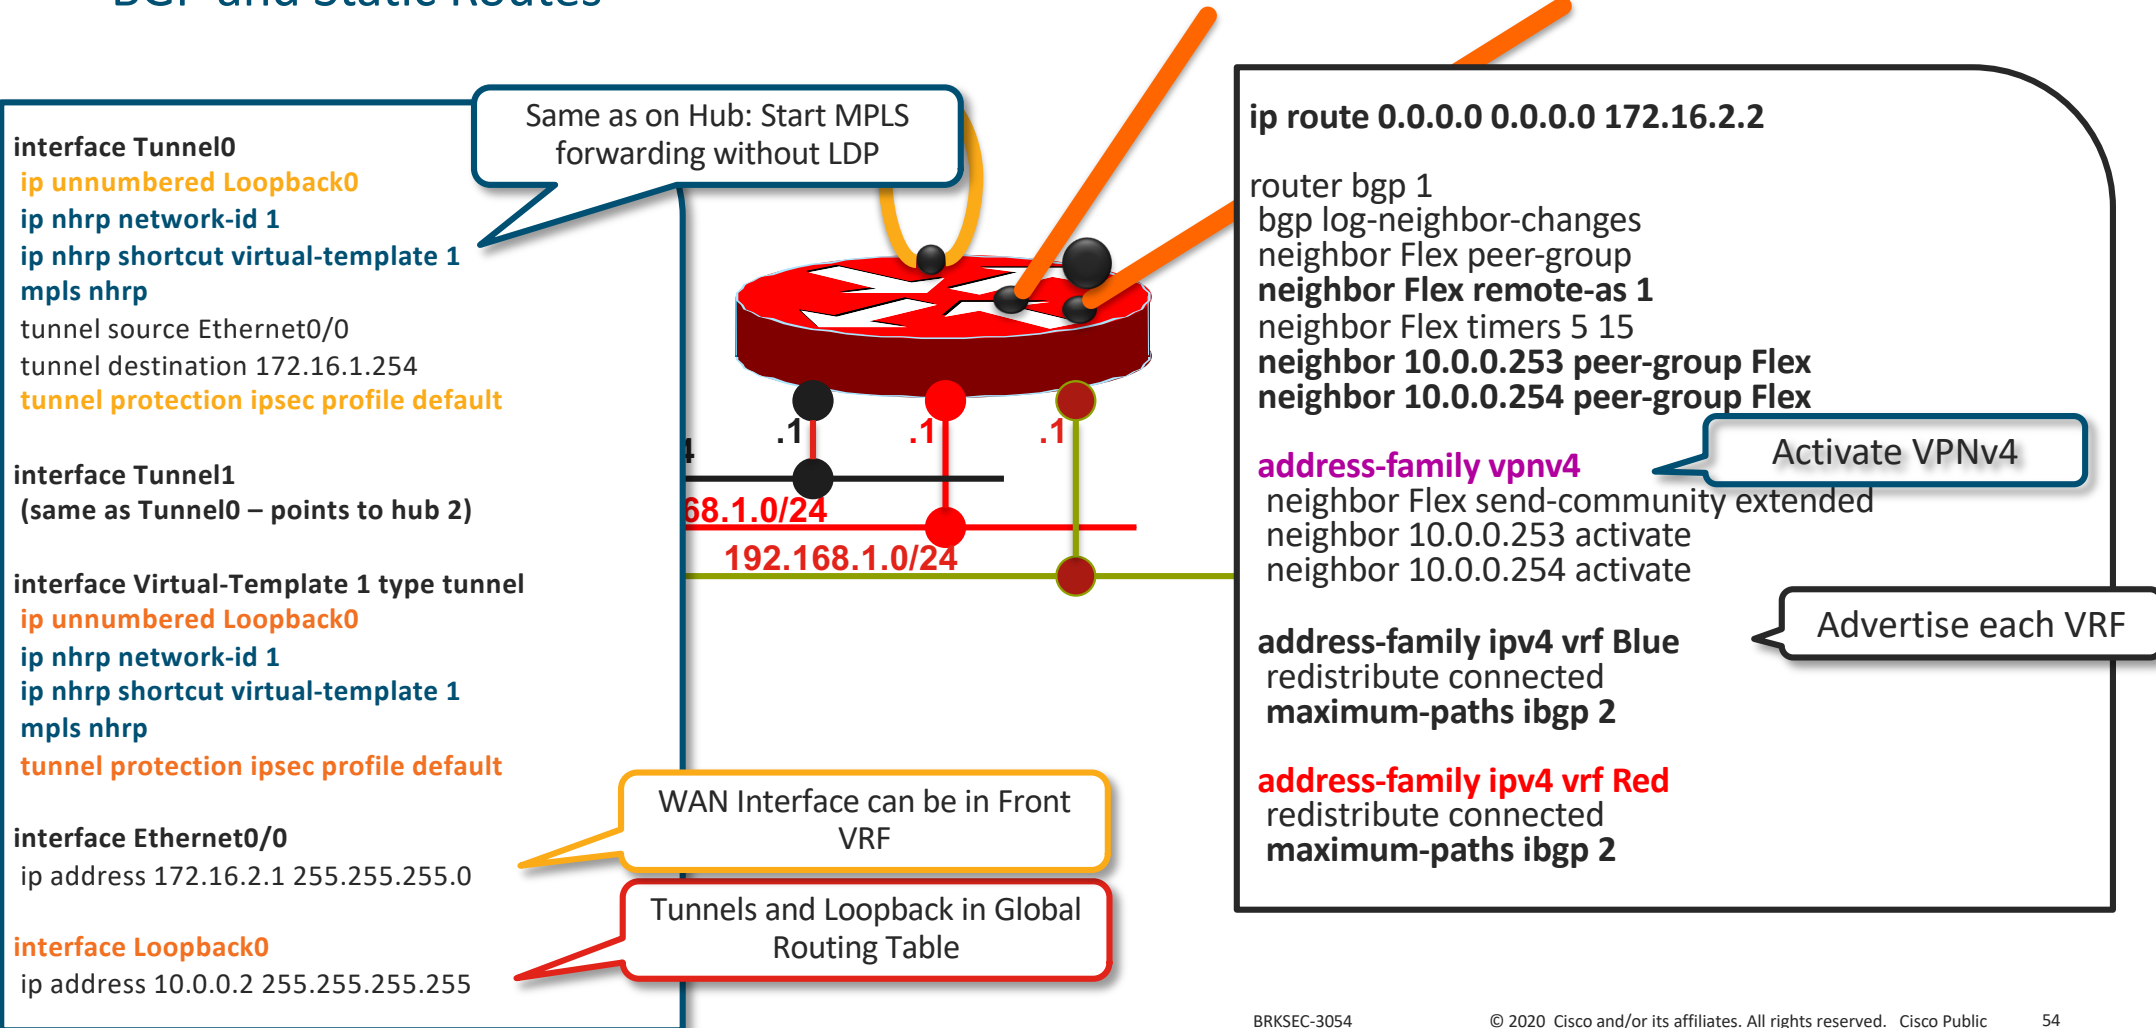 BGP and Static Routes
interface Tunnel0
ip unnumbered Loopback0
ip nhrp network-id 1
ip nhrp shortcut virtual-template 1
mpls nhrp
tunnel source Ethernet0/0
tunnel destination 172.16.1.254
tunnel protection ipsec profile default
interface Tunnel1
(same as Tunnel0 – points to hub 2)
interface Virtual-Template 1 type tunnel
ip unnumbered Loopback0
ip nhrp network-id 1
ip nhrp shortcut virtual-template 1
mpls nhrp
tunnel protection ipsec profile default
interface Ethernet0/0
ip address 172.16.2.1 255.255.255.0
interface Loopback0
ip address 10.0.0.2 255.255.255.255
Same as on Hub: Start MPLS
forwarding without LDP
.1
.1
.1
4
68.1.0/24
192.168.1.0/24
WAN Interface can be in Front
VRF
Tunnels and Loopback in Global
Routing Table
ip route 0.0.0.0 0.0.0.0 172.16.2.2
router bgp 1
bgp log-neighbor-changes
neighbor Flex peer-group
neighbor Flex remote-as 1
neighbor Flex timers 5 15
neighbor 10.0.0.253 peer-group Flex
neighbor 10.0.0.254 peer-group Flex
address-family vpnv4
neighbor Flex send-community extended
neighbor 10.0.0.253 activate
neighbor 10.0.0.254 activate
address-family ipv4 vrf Blue
redistribute connected
maximum-paths ibgp 2
address-family ipv4 vrf Red
redistribute connected
maximum-paths ibgp 2
Activate VPNv4
Advertise each VRF
BRKSEC-3054
© 2020 Cisco and/or its affiliates. All rights reserved. Cisco Public
54